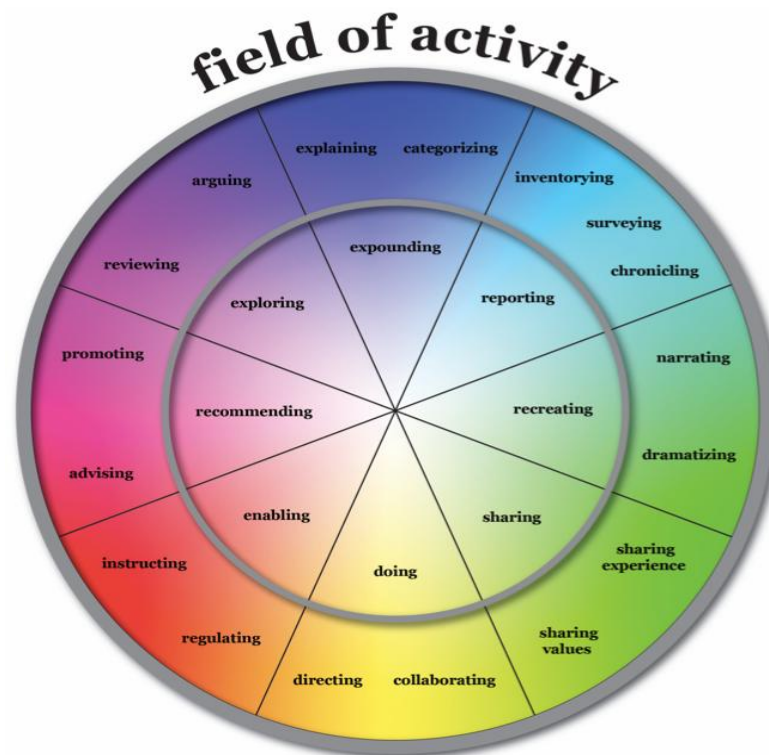 field of activity
explaining categorizing
arguing
inventorying
surveying
reviewing
chronicling
expounding
exploring
reporting
promoting
narrating
recommending
recreating
advising
dramatizing
enabling
sharing
instructing
doing
sharing
experience
regulating
sharing
values
directing collaborating